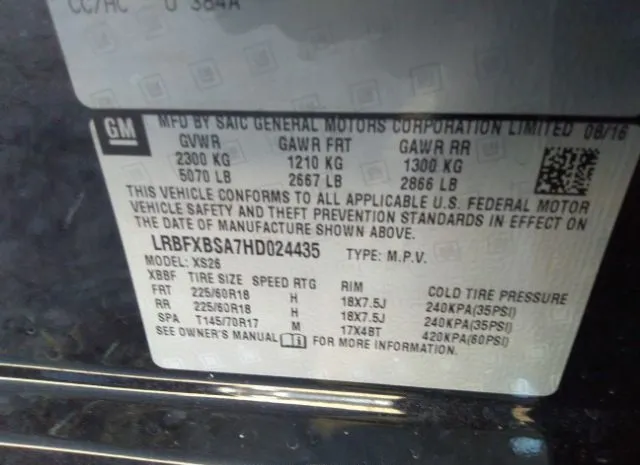 CC/AC U 384A
GM
MFD BY SAIC GENERAL MOTORS CORPORATION LIMITED 08/16
GVWR GAWR FRT GAWR RR
2300 KG 1210 KG 1300 KG
5070 LB 2667 LB 2866 LB
THIS VEHICLE CONFORMS TO ALL APPLICABLE U.S. FEDERAL MOTOR
VEHICLE SAFETY AND THEFT PREVENTION STANDARDS IN EFFECT ON
THE DATE OF MANUFACTURE SHOWN ABOVE.
LRBFXBSA7HD024435 TYPE: M.P.V.
MODEL: XS26
XBBF TIRE SIZE SPEED RTG RIM COLD TIRE PRESSURE
FRT 225/60R18 H 18X7.5J 240KPA(35PSI)
RR 225/60R18 H 18X7.5J 240KPA(35PSI)
SPA T145/70R17 M 17X4BT 420KPA(60PSI)
SEE OWNER'S MANUAL FOR MORE INFORMATION.